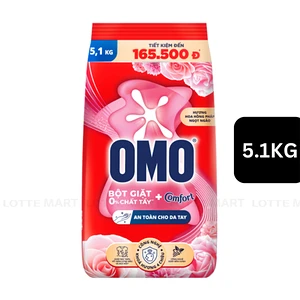 5,1 KG
TIẾT KIỆM ĐẾN
165.500 Đ
HƯƠNG
HOA HỒNG PHÁP
NGỌT NGÀO
OMO
BỘT GIẶT
0% CHẤT TẨY
+ Comfort
AN TOÀN CHO DA TAY
5.1KG
LOTTE MART